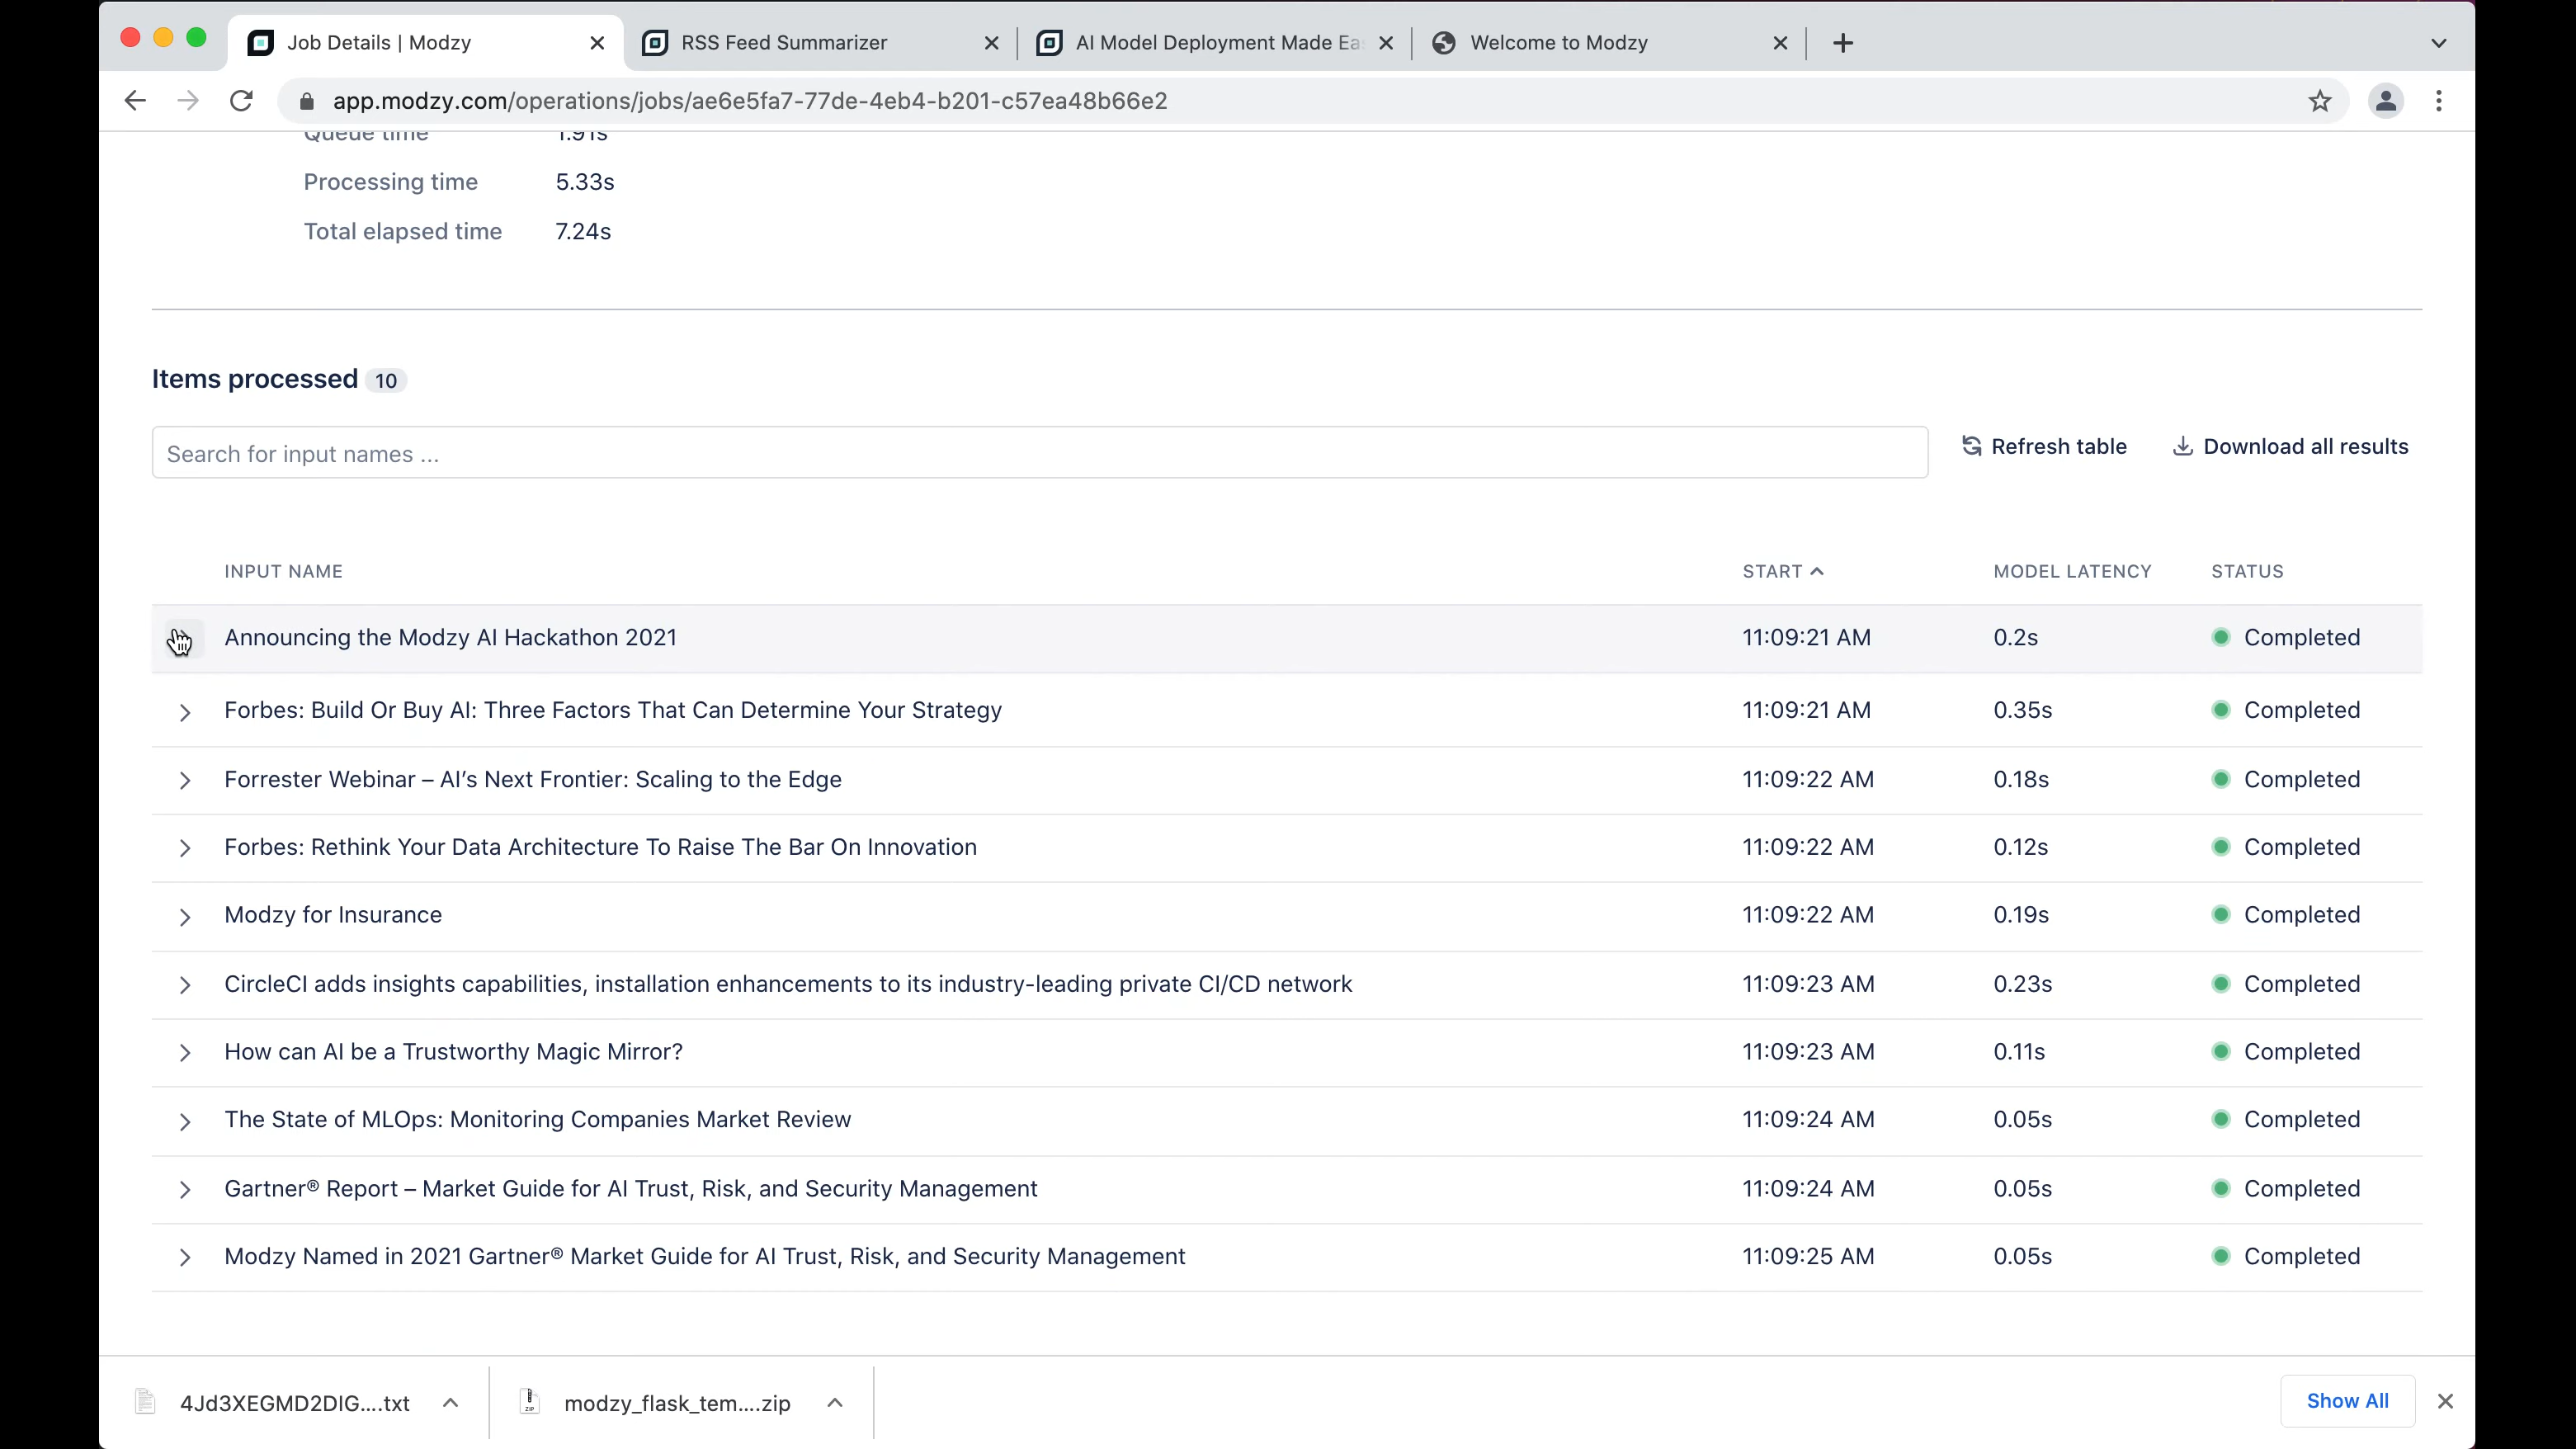 Job Details | Modzy
RSS Feed Summarizer
AI Model Deployment Made Ea
Welcome to Modzy
app.modzy.com/operations/jobs/ae6e5fa7-77de-4eb4-b201-c57ea48b66e2
Queue time 1.91s
Processing time 5.33s
Total elapsed time 7.24s
Items processed 10
Search for input names ...
Refresh table
Download all results
INPUT NAME START MODEL LATENCY STATUS
Announcing the Modzy AI Hackathon 2021 11:09:21 AM 0.2s Completed
Forbes: Build Or Buy AI: Three Factors That Can Determine Your Strategy 11:09:21 AM 0.35s Completed
Forrester Webinar – AI’s Next Frontier: Scaling to the Edge 11:09:22 AM 0.18s Completed
Forbes: Rethink Your Data Architecture To Raise The Bar On Innovation 11:09:22 AM 0.12s Completed
Modzy for Insurance 11:09:22 AM 0.19s Completed
CircleCI adds insights capabilities, installation enhancements to its industry-leading private CI/CD network 11:09:23 AM 0.23s Completed
How can AI be a Trustworthy Magic Mirror? 11:09:23 AM 0.11s Completed
The State of MLOps: Monitoring Companies Market Review 11:09:24 AM 0.05s Completed
Gartner® Report – Market Guide for AI Trust, Risk, and Security Management 11:09:24 AM 0.05s Completed
Modzy Named in 2021 Gartner® Market Guide for AI Trust, Risk, and Security Management 11:09:25 AM 0.05s Completed
4Jd3XEGMD2DIG....txt
ZIP
modzy_flask_tem....zip
Show All